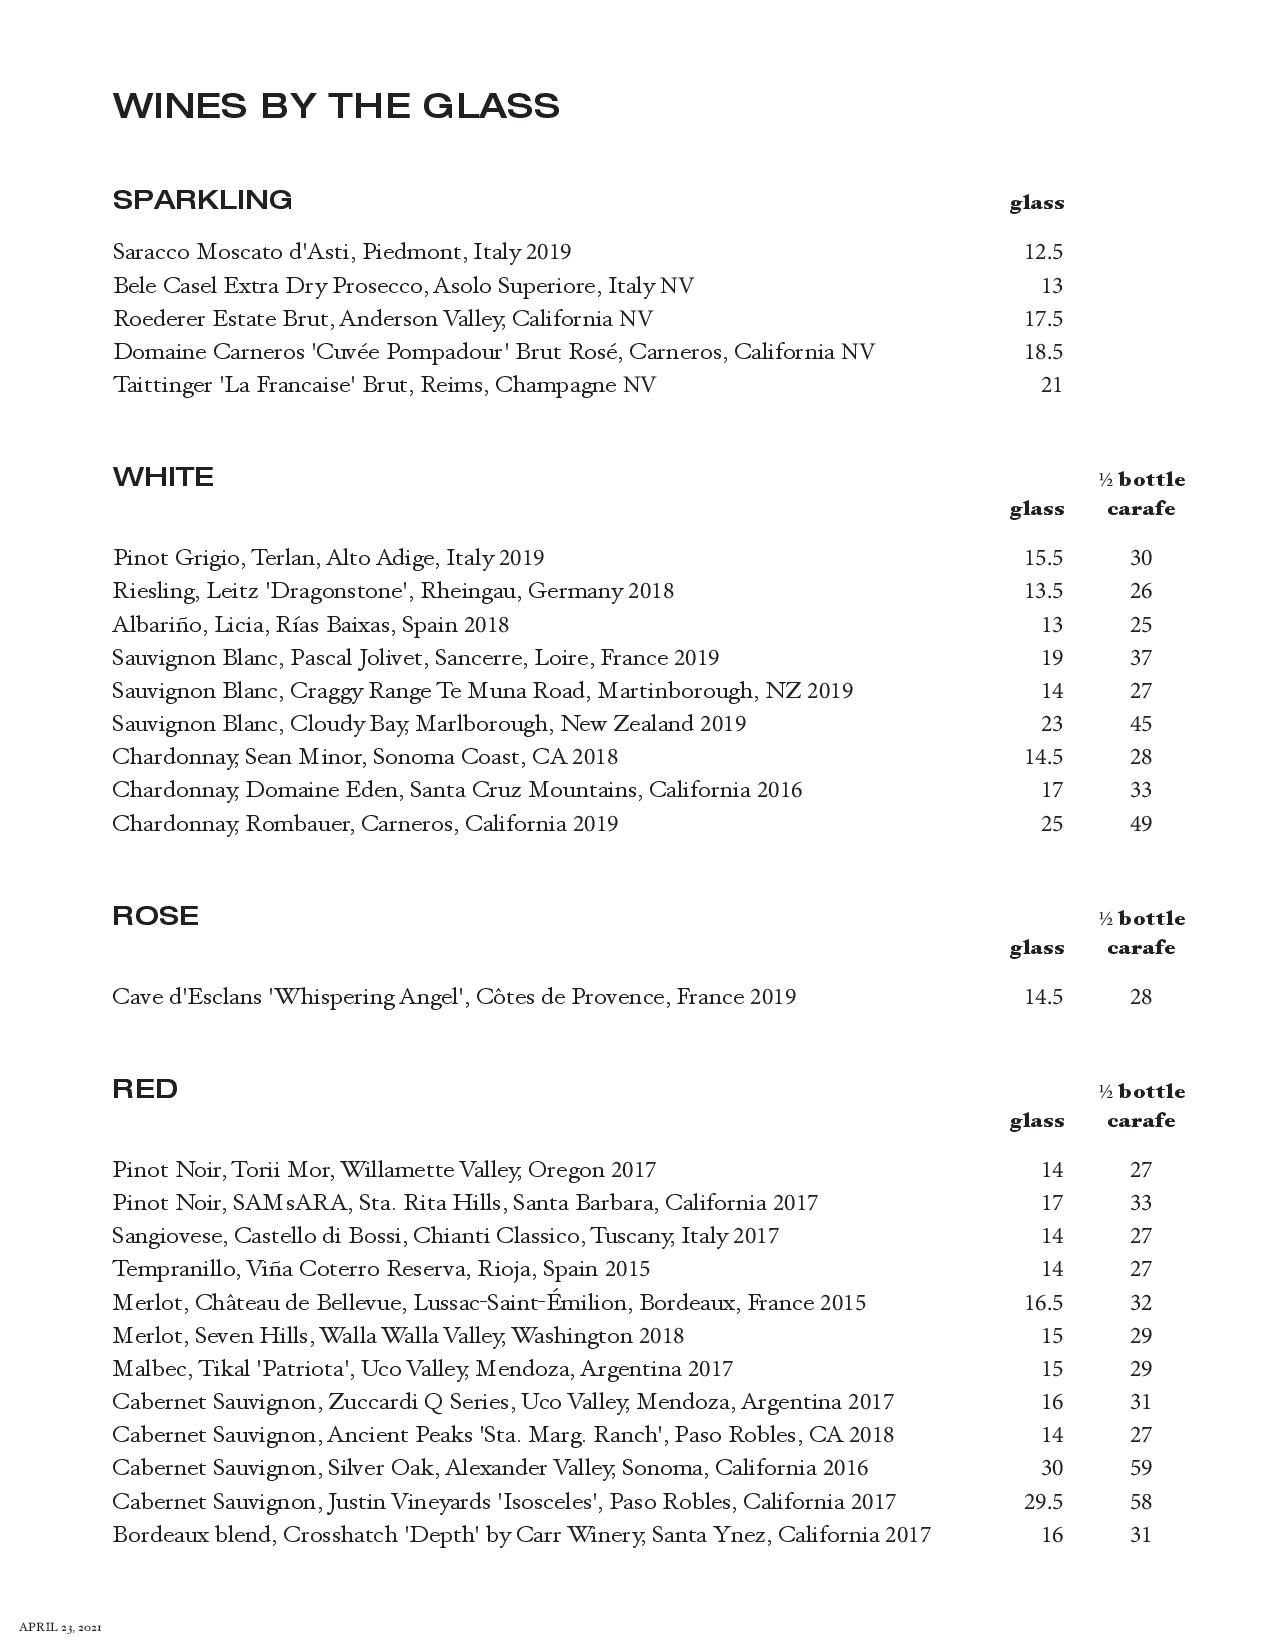 WINES BY THE GLASS
SPARKLING glass
Saracco Moscato d'Asti, Piedmont, Italy 2019 12.5
Bele Casel Extra Dry Prosecco, Asolo Superiore, Italy NV 13
Roederer Estate Brut, Anderson Valley, California NV 17.5
Domaine Carneros 'Cuvée Pompadour' Brut Rosé, Carneros, California NV 18.5
Taittinger 'La Francaise' Brut, Reims, Champagne NV 21
WHITE ½ bottle
glass carafe
Pinot Grigio, Terlan, Alto Adige, Italy 2019 15.5 30
Riesling, Leitz 'Dragonstone', Rheingau, Germany 2018 13.5 26
Albariño, Licia, Rías Baixas, Spain 2018 13 25
Sauvignon Blanc, Pascal Jolivet, Sancerre, Loire, France 2019 19 37
Sauvignon Blanc, Craggy Range Te Muna Road, Martinborough, NZ 2019 14 27
Sauvignon Blanc, Cloudy Bay, Marlborough, New Zealand 2019 23 45
Chardonnay, Sean Minor, Sonoma Coast, CA 2018 14.5 28
Chardonnay, Domaine Eden, Santa Cruz Mountains, California 2016 17 33
Chardonnay, Rombauer, Carneros, California 2019 25 49
ROSE ½ bottle
glass carafe
Cave d'Esclans 'Whispering Angel', Côtes de Provence, France 2019 14.5 28
RED ½ bottle
glass carafe
Pinot Noir, Torii Mor, Willamette Valley, Oregon 2017 14 27
Pinot Noir, SAMsARA, Sta. Rita Hills, Santa Barbara, California 2017 17 33
Sangiovese, Castello di Bossi, Chianti Classico, Tuscany, Italy 2017 14 27
Tempranillo, Viña Coterro Reserva, Rioja, Spain 2015 14 27
Merlot, Château de Bellevue, Lussac-Saint-Émilion, Bordeaux, France 2015 16.5 32
Merlot, Seven Hills, Walla Walla Valley, Washington 2018 15 29
Malbec, Tikal 'Patriota', Uco Valley, Mendoza, Argentina 2017 15 29
Cabernet Sauvignon, Zuccardi Q Series, Uco Valley, Mendoza, Argentina 2017 16 31
Cabernet Sauvignon, Ancient Peaks 'Sta. Marg. Ranch', Paso Robles, CA 2018 14 27
Cabernet Sauvignon, Silver Oak, Alexander Valley, Sonoma, California 2016 30 59
Cabernet Sauvignon, Justin Vineyards 'Isosceles', Paso Robles, California 2017 29.5 58
Bordeaux blend, Crosshatch 'Depth' by Carr Winery, Santa Ynez, California 2017 16 31
APRIL 23, 2021